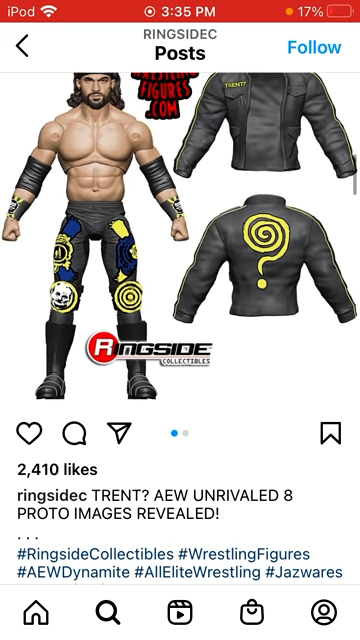 iPod 3:35 PM 17%
RINGSIDEC
Posts
Follow
WRESTLING
FIGURES
.COM
TRENT?
RINGSIDE
COLLECTIBLES
2,410 likes
ringsidec TRENT? AEW UNRIVALED 8
PROTO IMAGES REVEALED!
. . .
#RingsideCollectibles #WrestlingFigures
#AEWDynamite #AllEliteWrestling #Jazwares